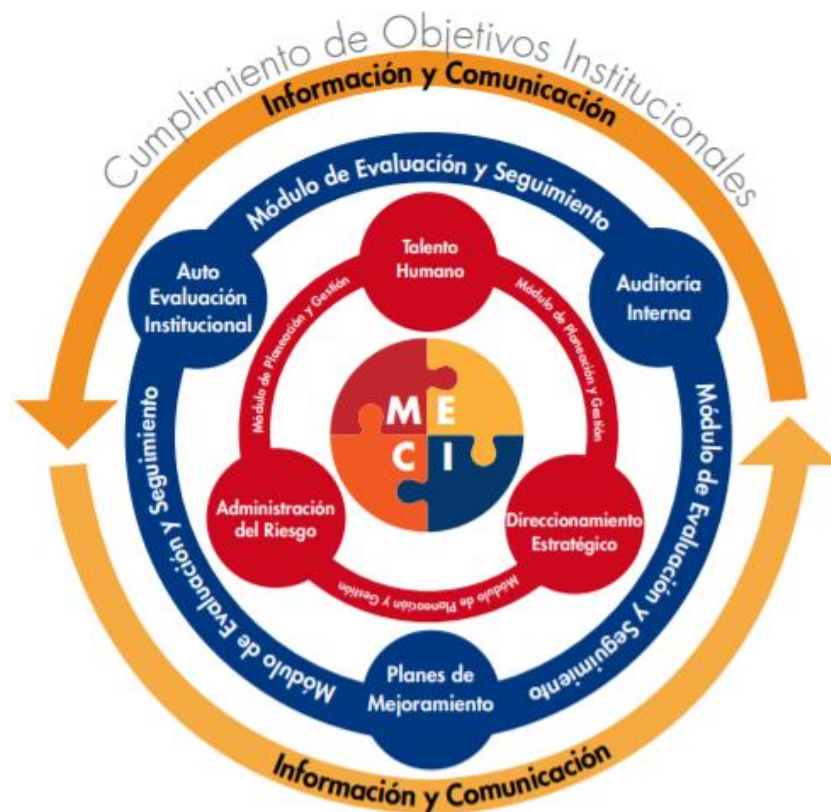 Cumplimiento de Objetivos Institucionales
Información y Comunicación
Módulo de Evaluación y Seguimiento
Talento
Humano
Auto
Evaluación
Institucional
Auditoría
Interna
Módulo de Planeación y Gestión
Módulo de Planeación y Gestión
M E
C I
Módulo de Evaluación y Seguimiento
Módulo de Evaluación y Seguimiento
Administración
del Riesgo
Direccionamiento
Estratégico
Módulo de Planeación y Gestión
Planes de
Mejoramiento
Información y Comunicación